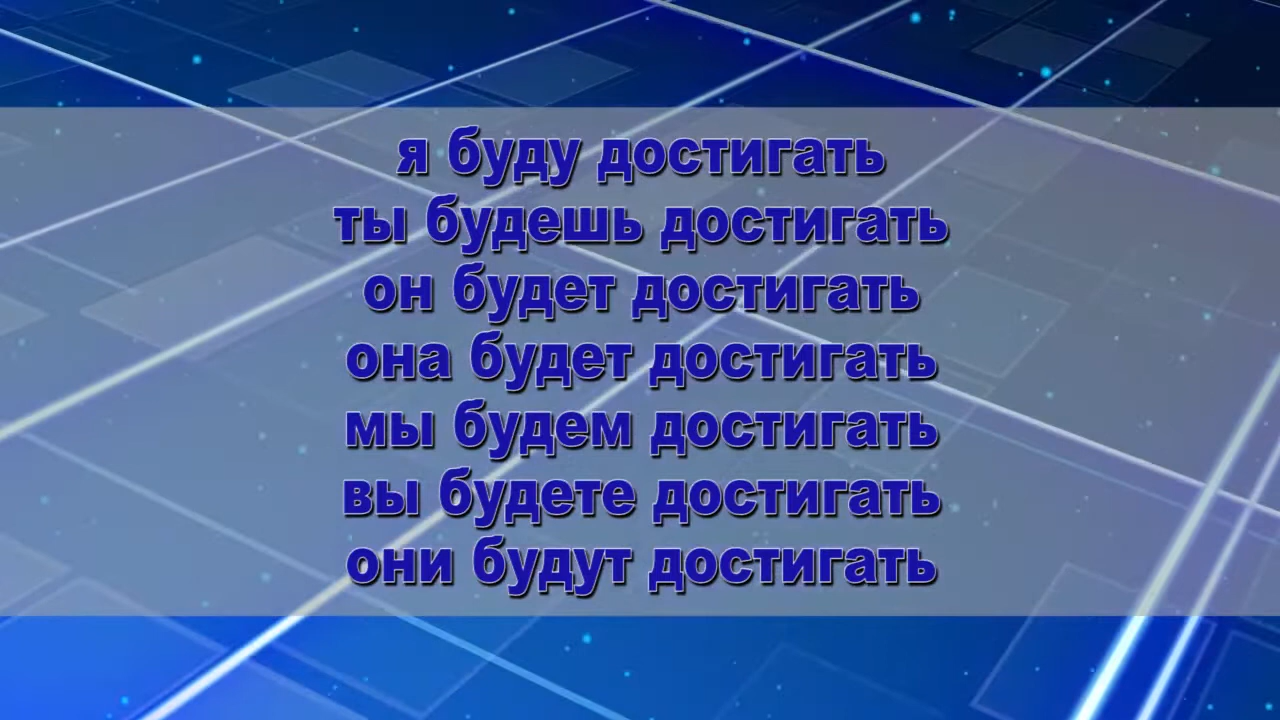 я буду достигать
ты будешь достигать
он будет достигать
она будет достигать
мы будем достигать
вы будете достигать
они будут достигать